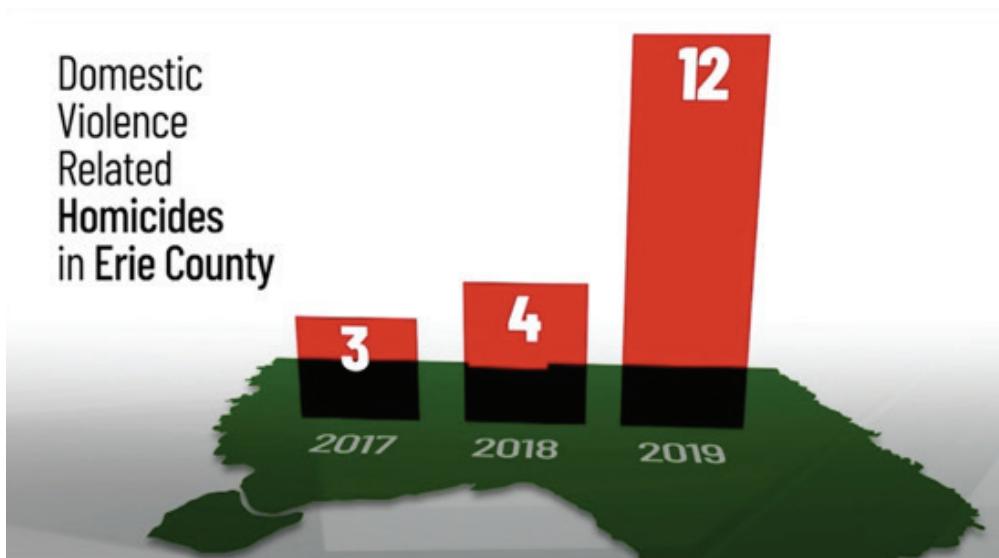 Domestic
Violence
Related
Homicides
in Erie County
3
4
12
2017
2018
2019